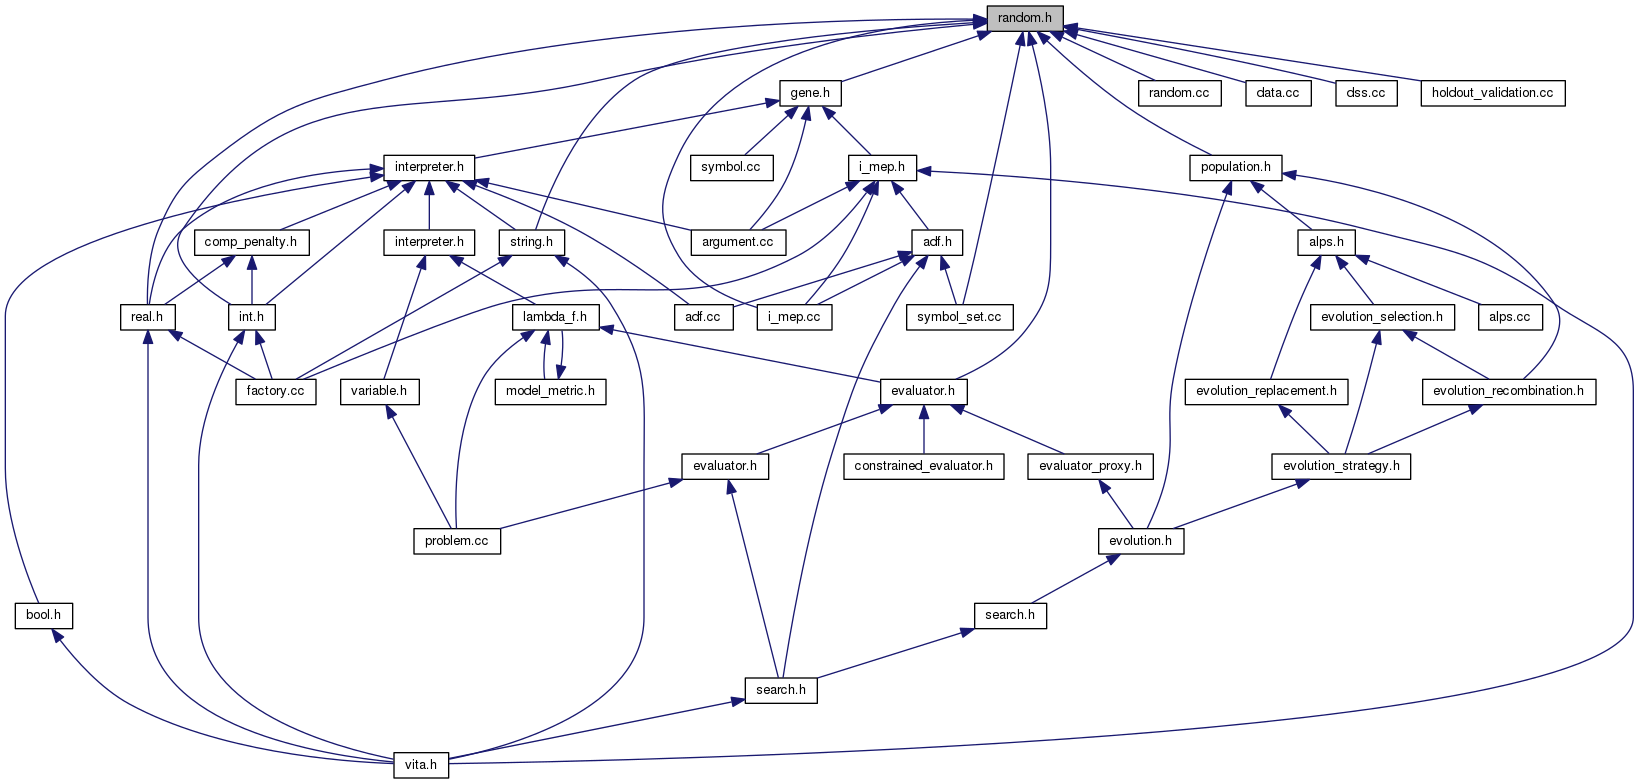 random.h
gene.h
random.cc
data.cc
dss.cc
holdout_validation.cc
interpreter.h
symbol.cc
i_mep.h
population.h
comp_penalty.h
interpreter.h
string.h
argument.cc
adf.h
alps.h
real.h
int.h
lambda_f.h
adf.cc
i_mep.cc
symbol_set.cc
evolution_selection.h
alps.cc
factory.cc
variable.h
model_metric.h
evaluator.h
evolution_replacement.h
evolution_recombination.h
evaluator.h
constrained_evaluator.h
evaluator_proxy.h
evolution_strategy.h
problem.cc
evolution.h
bool.h
search.h
search.h
vita.h